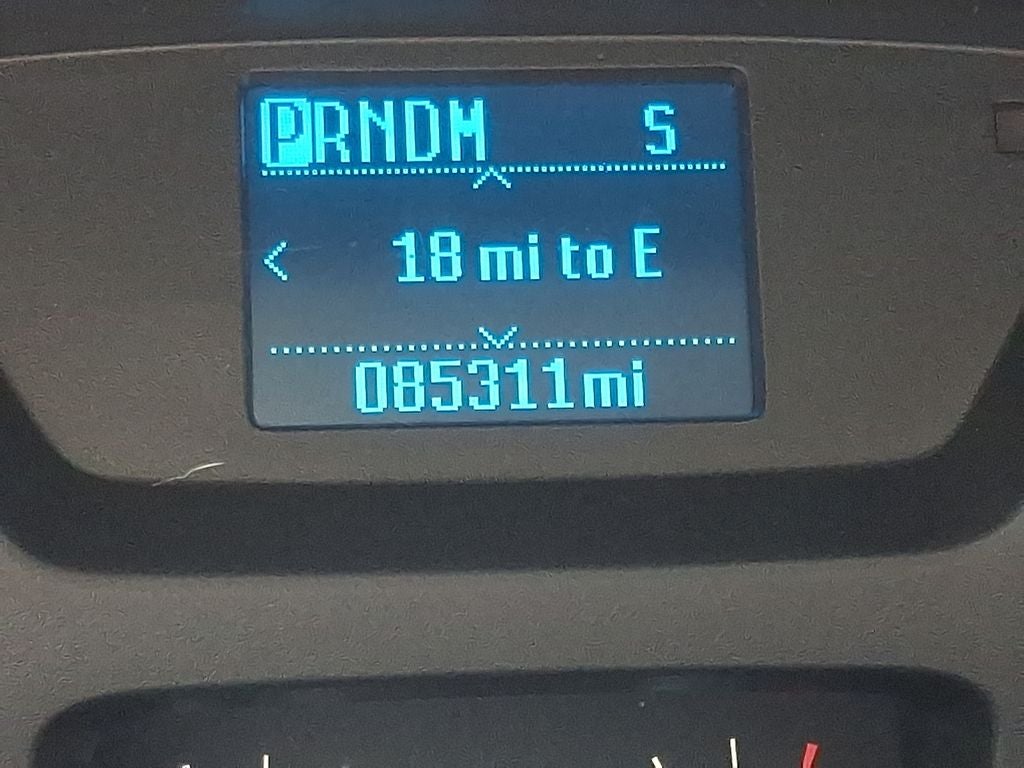 PRNDM S
< 18 mi to E
085311mi